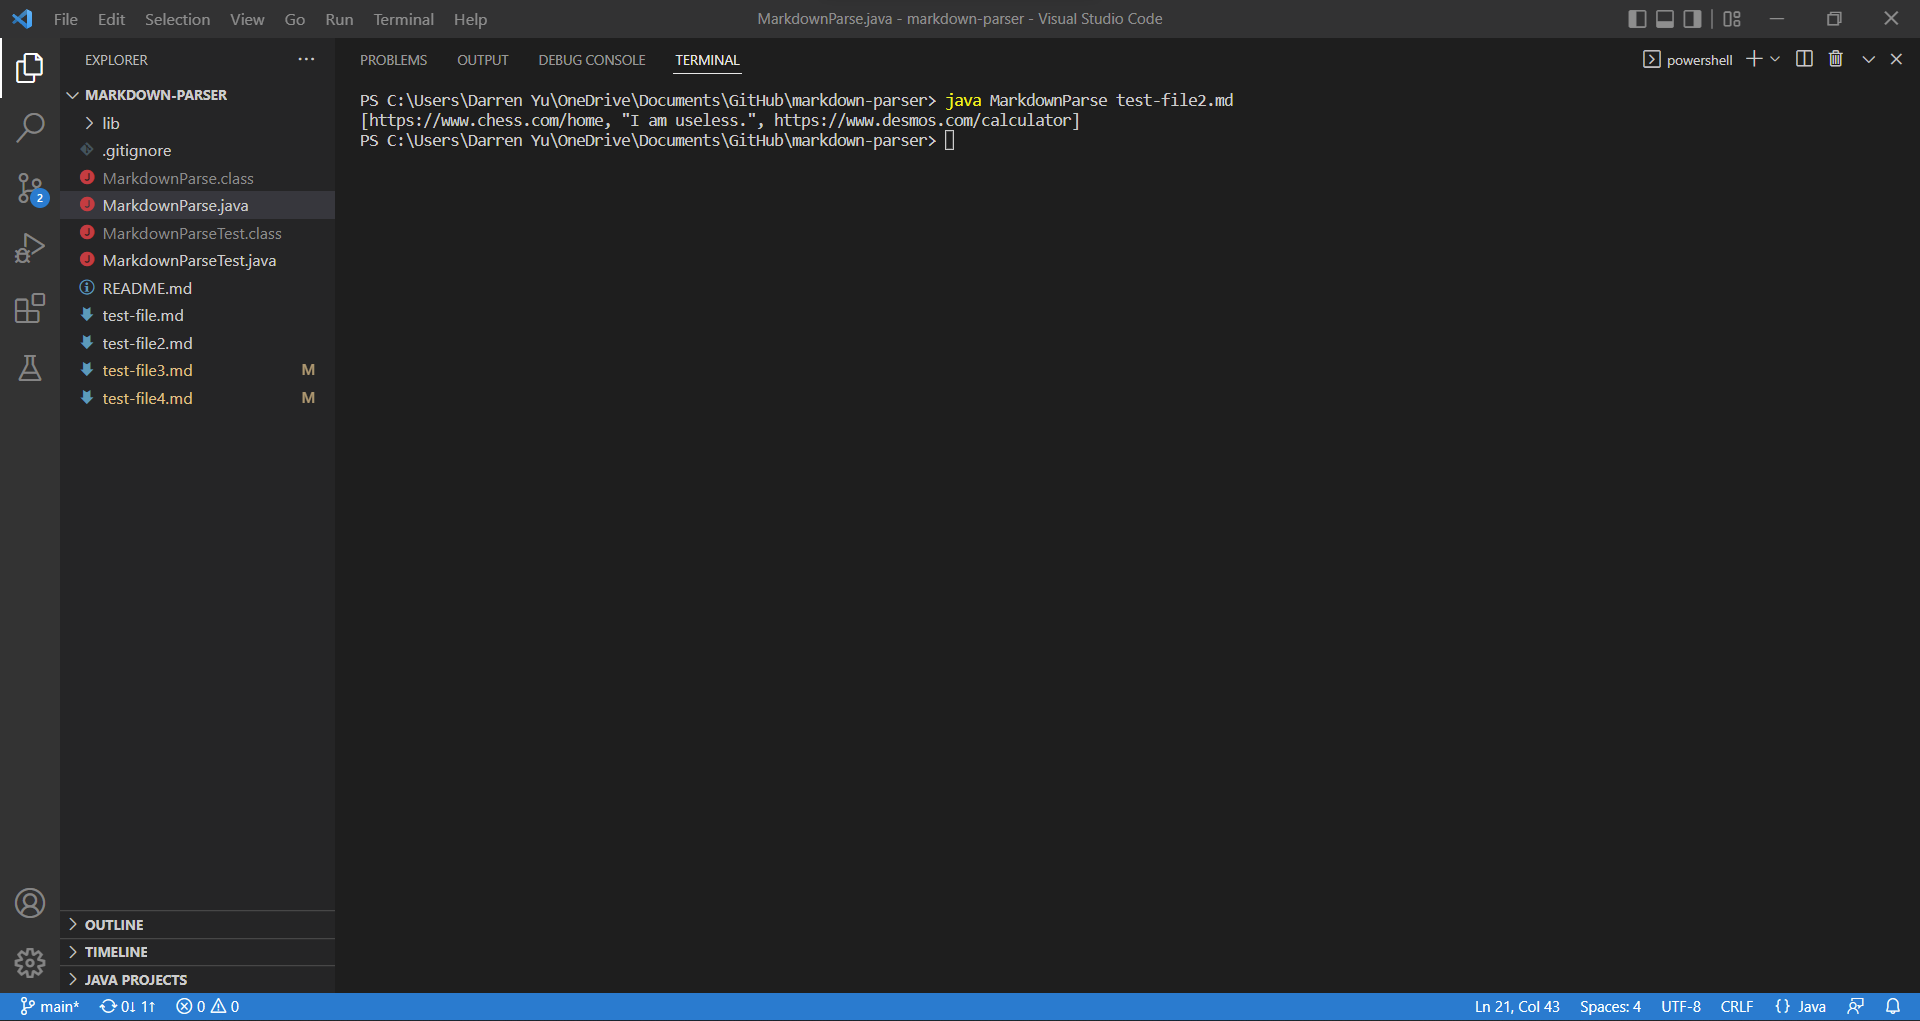 File Edit Selection View Go Run Terminal Help MarkdownParse.java - markdown-parser - Visual Studio Code
EXPLORER
MARKDOWN-PARSER
lib
.gitignore
MarkdownParse.class
MarkdownParse.java
MarkdownParseTest.class
MarkdownParseTest.java
README.md
test-file.md
test-file2.md
test-file3.md M
test-file4.md M
2
OUTLINE
TIMELINE
JAVA PROJECTS
PROBLEMS OUTPUT DEBUG CONSOLE TERMINAL powershell
PS C:\Users\Darren Yu\OneDrive\Documents\GitHub\markdown-parser> java MarkdownParse test-file2.md
[https://www.chess.com/home, "I am useless.", https://www.desmos.com/calculator]
PS C:\Users\Darren Yu\OneDrive\Documents\GitHub\markdown-parser>
main* 0↓ 1↑ 0 0 Ln 21, Col 43 Spaces: 4 UTF-8 CRLF {} Java